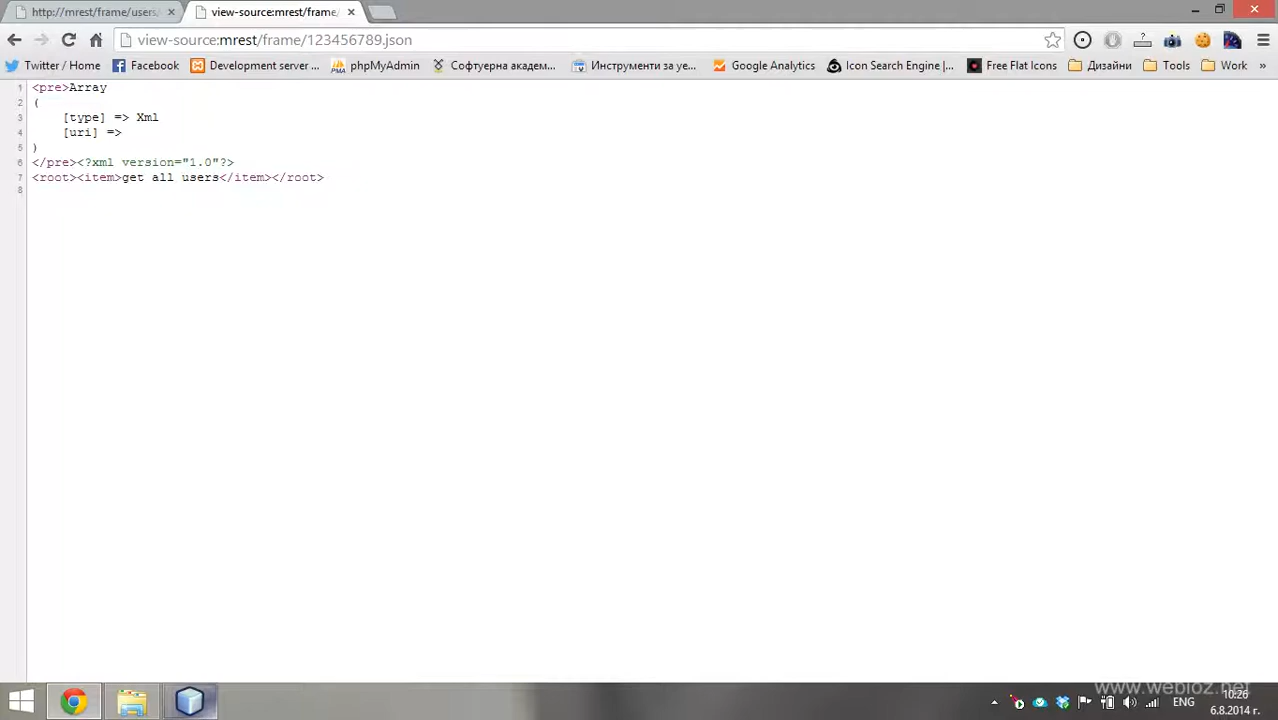 http://mrest/frame/users,
view-source:mrest/frame/
view-source:mrest/frame/123456789.json
Twitter / Home
Facebook
Development server ...
phpMyAdmin
Софтуерна академ...
Инструменти за уе...
Google Analytics
Icon Search Engine |...
Free Flat Icons
Дизайни
Tools
Work
»
1 <pre>Array
2 (
3 [type] => Xml
4 [uri] =>
5 )
6 </pre><?xml version="1.0"?>
7 <root><item>get all users</item></root>
8
www.webioz.net
ENG
10:26
6.8.2014 г.